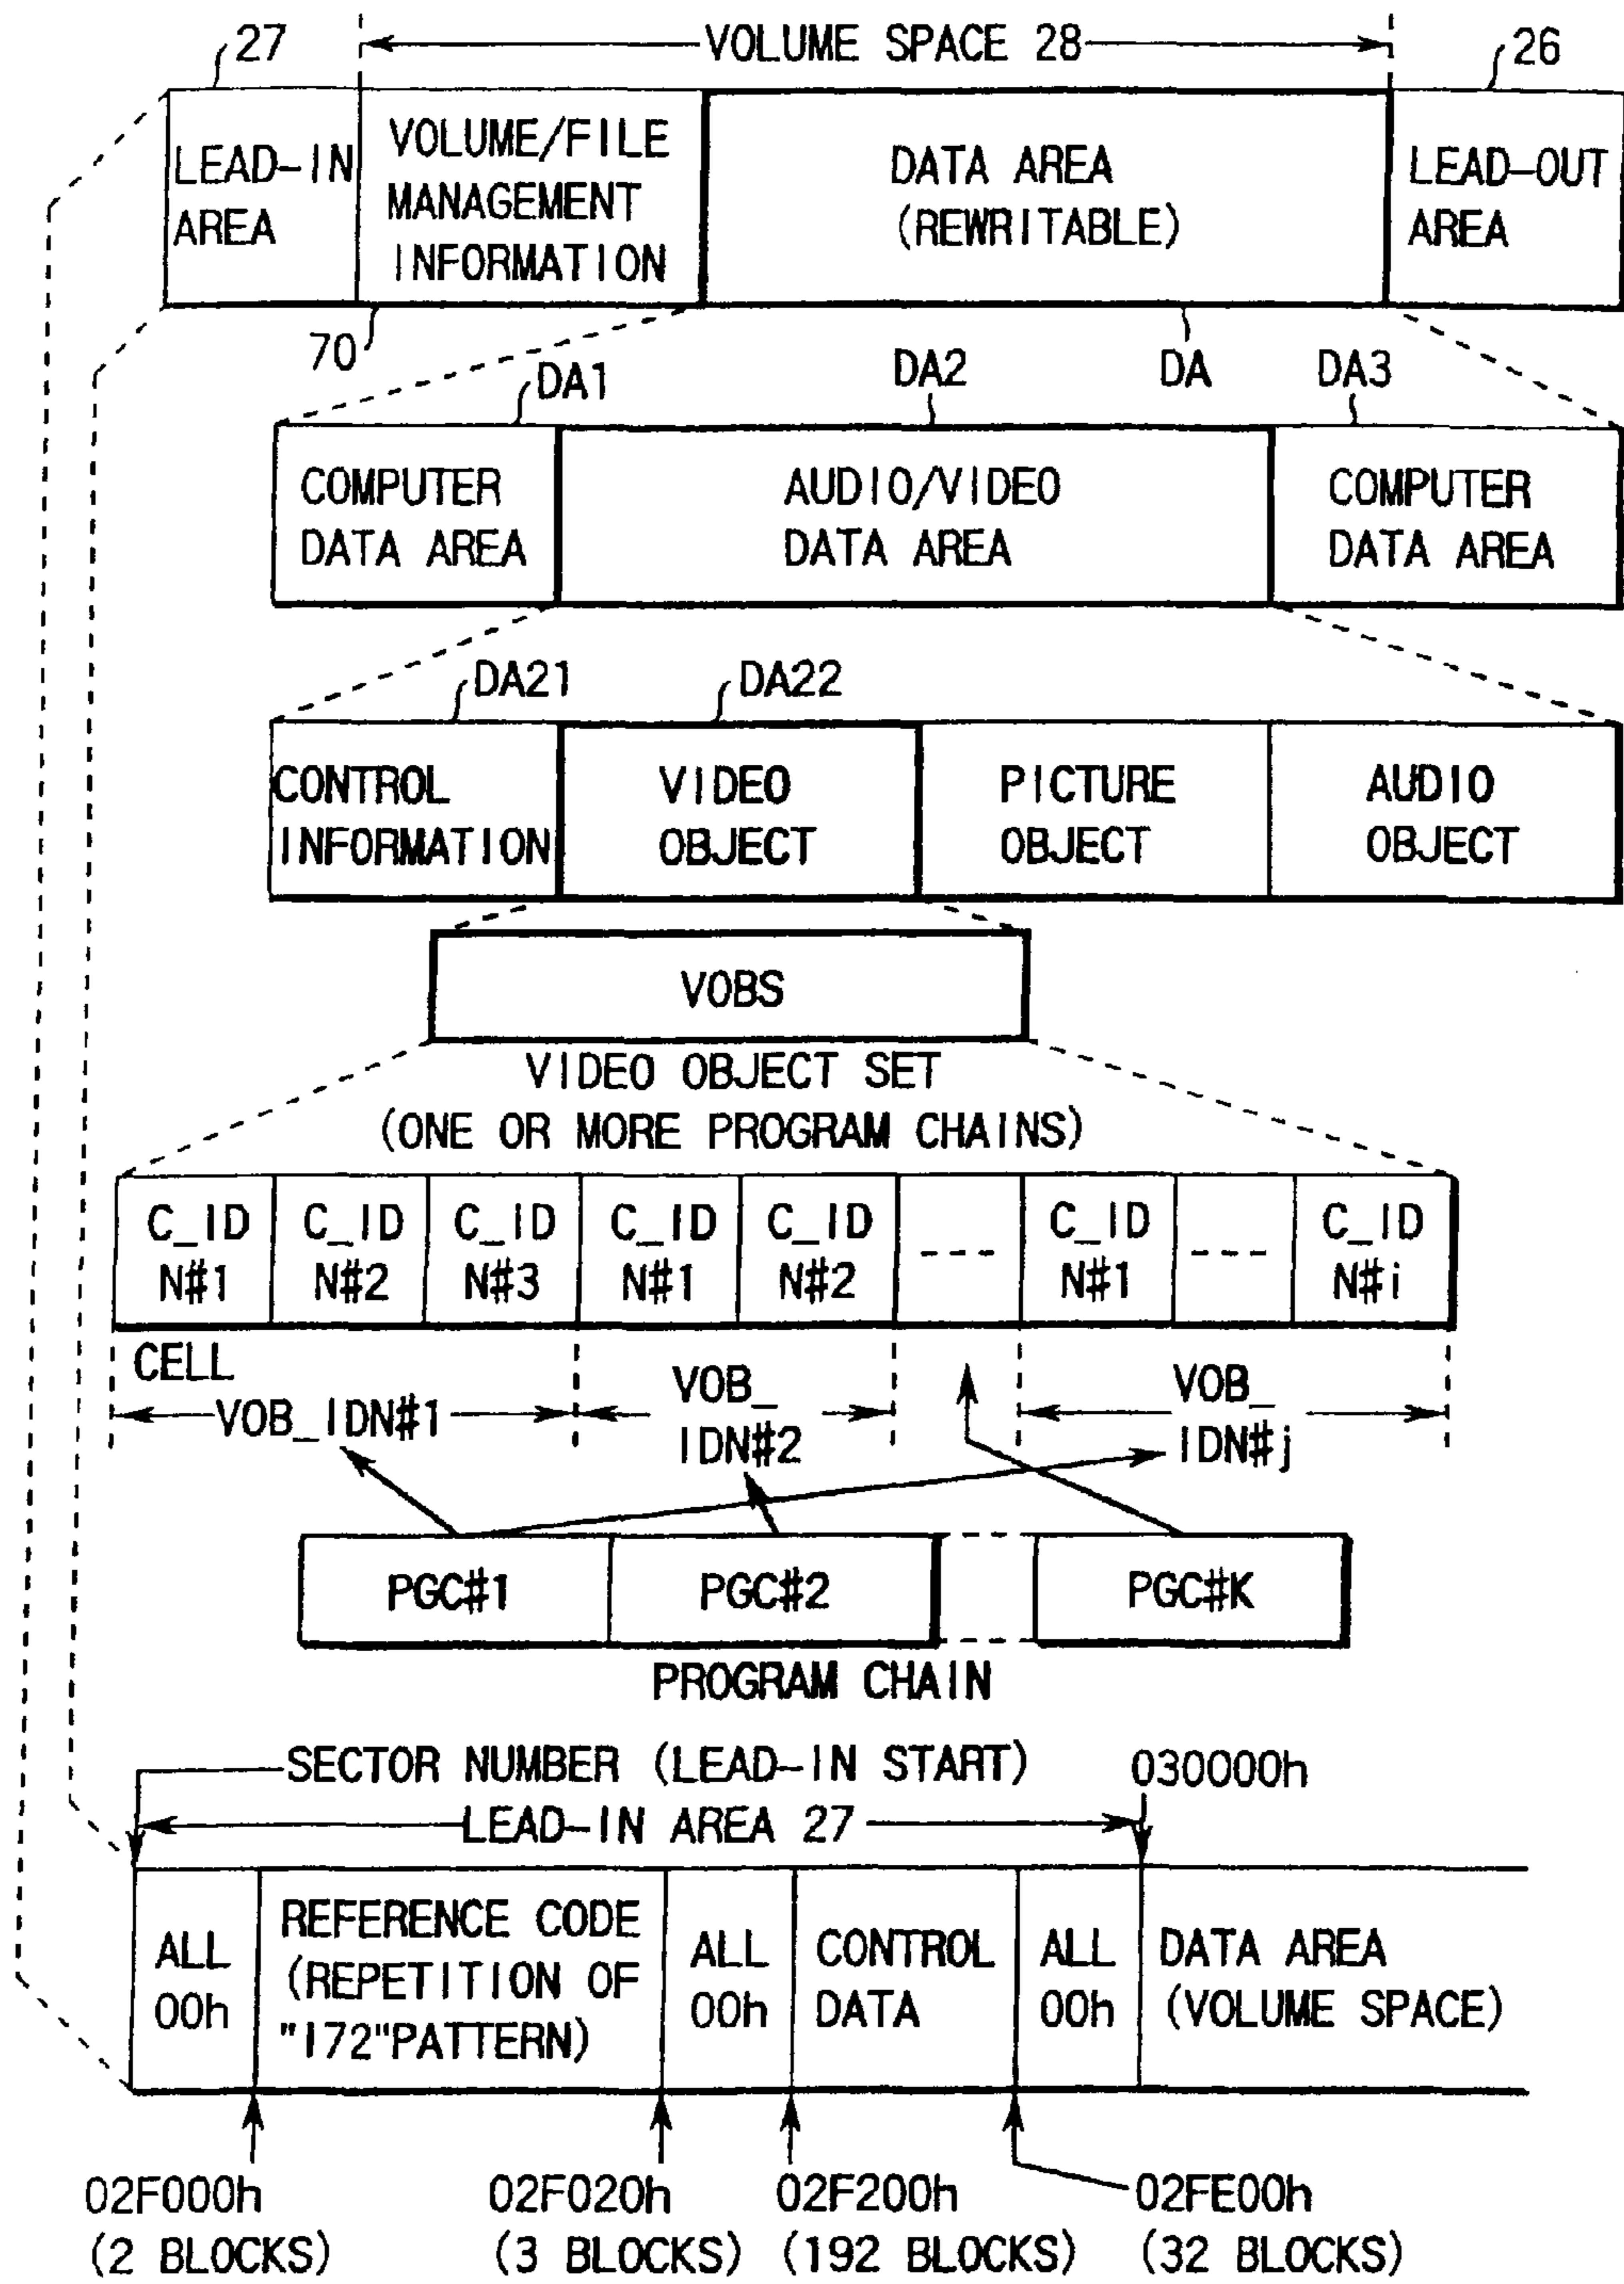 27
VOLUME SPACE 28
26
LEAD-IN
AREA
VOLUME/FILE
MANAGEMENT
INFORMATION
DATA AREA
(REWRITABLE)
LEAD-OUT
AREA
70
DA1
DA2
DA
DA3
COMPUTER
DATA AREA
AUDIO/VIDEO
DATA AREA
COMPUTER
DATA AREA
DA21
DA22
CONTROL
INFORMATION
VIDEO
OBJECT
PICTURE
OBJECT
AUDIO
OBJECT
VOBS
VIDEO OBJECT SET
(ONE OR MORE PROGRAM CHAINS)
C_ID
N#1
C_ID
N#2
C_ID
N#3
C_ID
N#1
C_ID
N#2
----
C_ID
N#1
----
C_ID
N#i
CELL
VOB_IDN#1
VOB_
IDN#2
VOB_
IDN#j
PGC#1
PGC#2
PGC#K
PROGRAM CHAIN
SECTOR NUMBER (LEAD-IN START)
030000h
LEAD-IN AREA 27
ALL
00h
REFERENCE CODE
(REPETITION OF
"172"PATTERN)
ALL
00h
CONTROL
DATA
ALL
00h
DATA AREA
(VOLUME SPACE)
02F000h
(2 BLOCKS)
02F020h
(3 BLOCKS)
02F200h
(192 BLOCKS)
02FE00h
(32 BLOCKS)